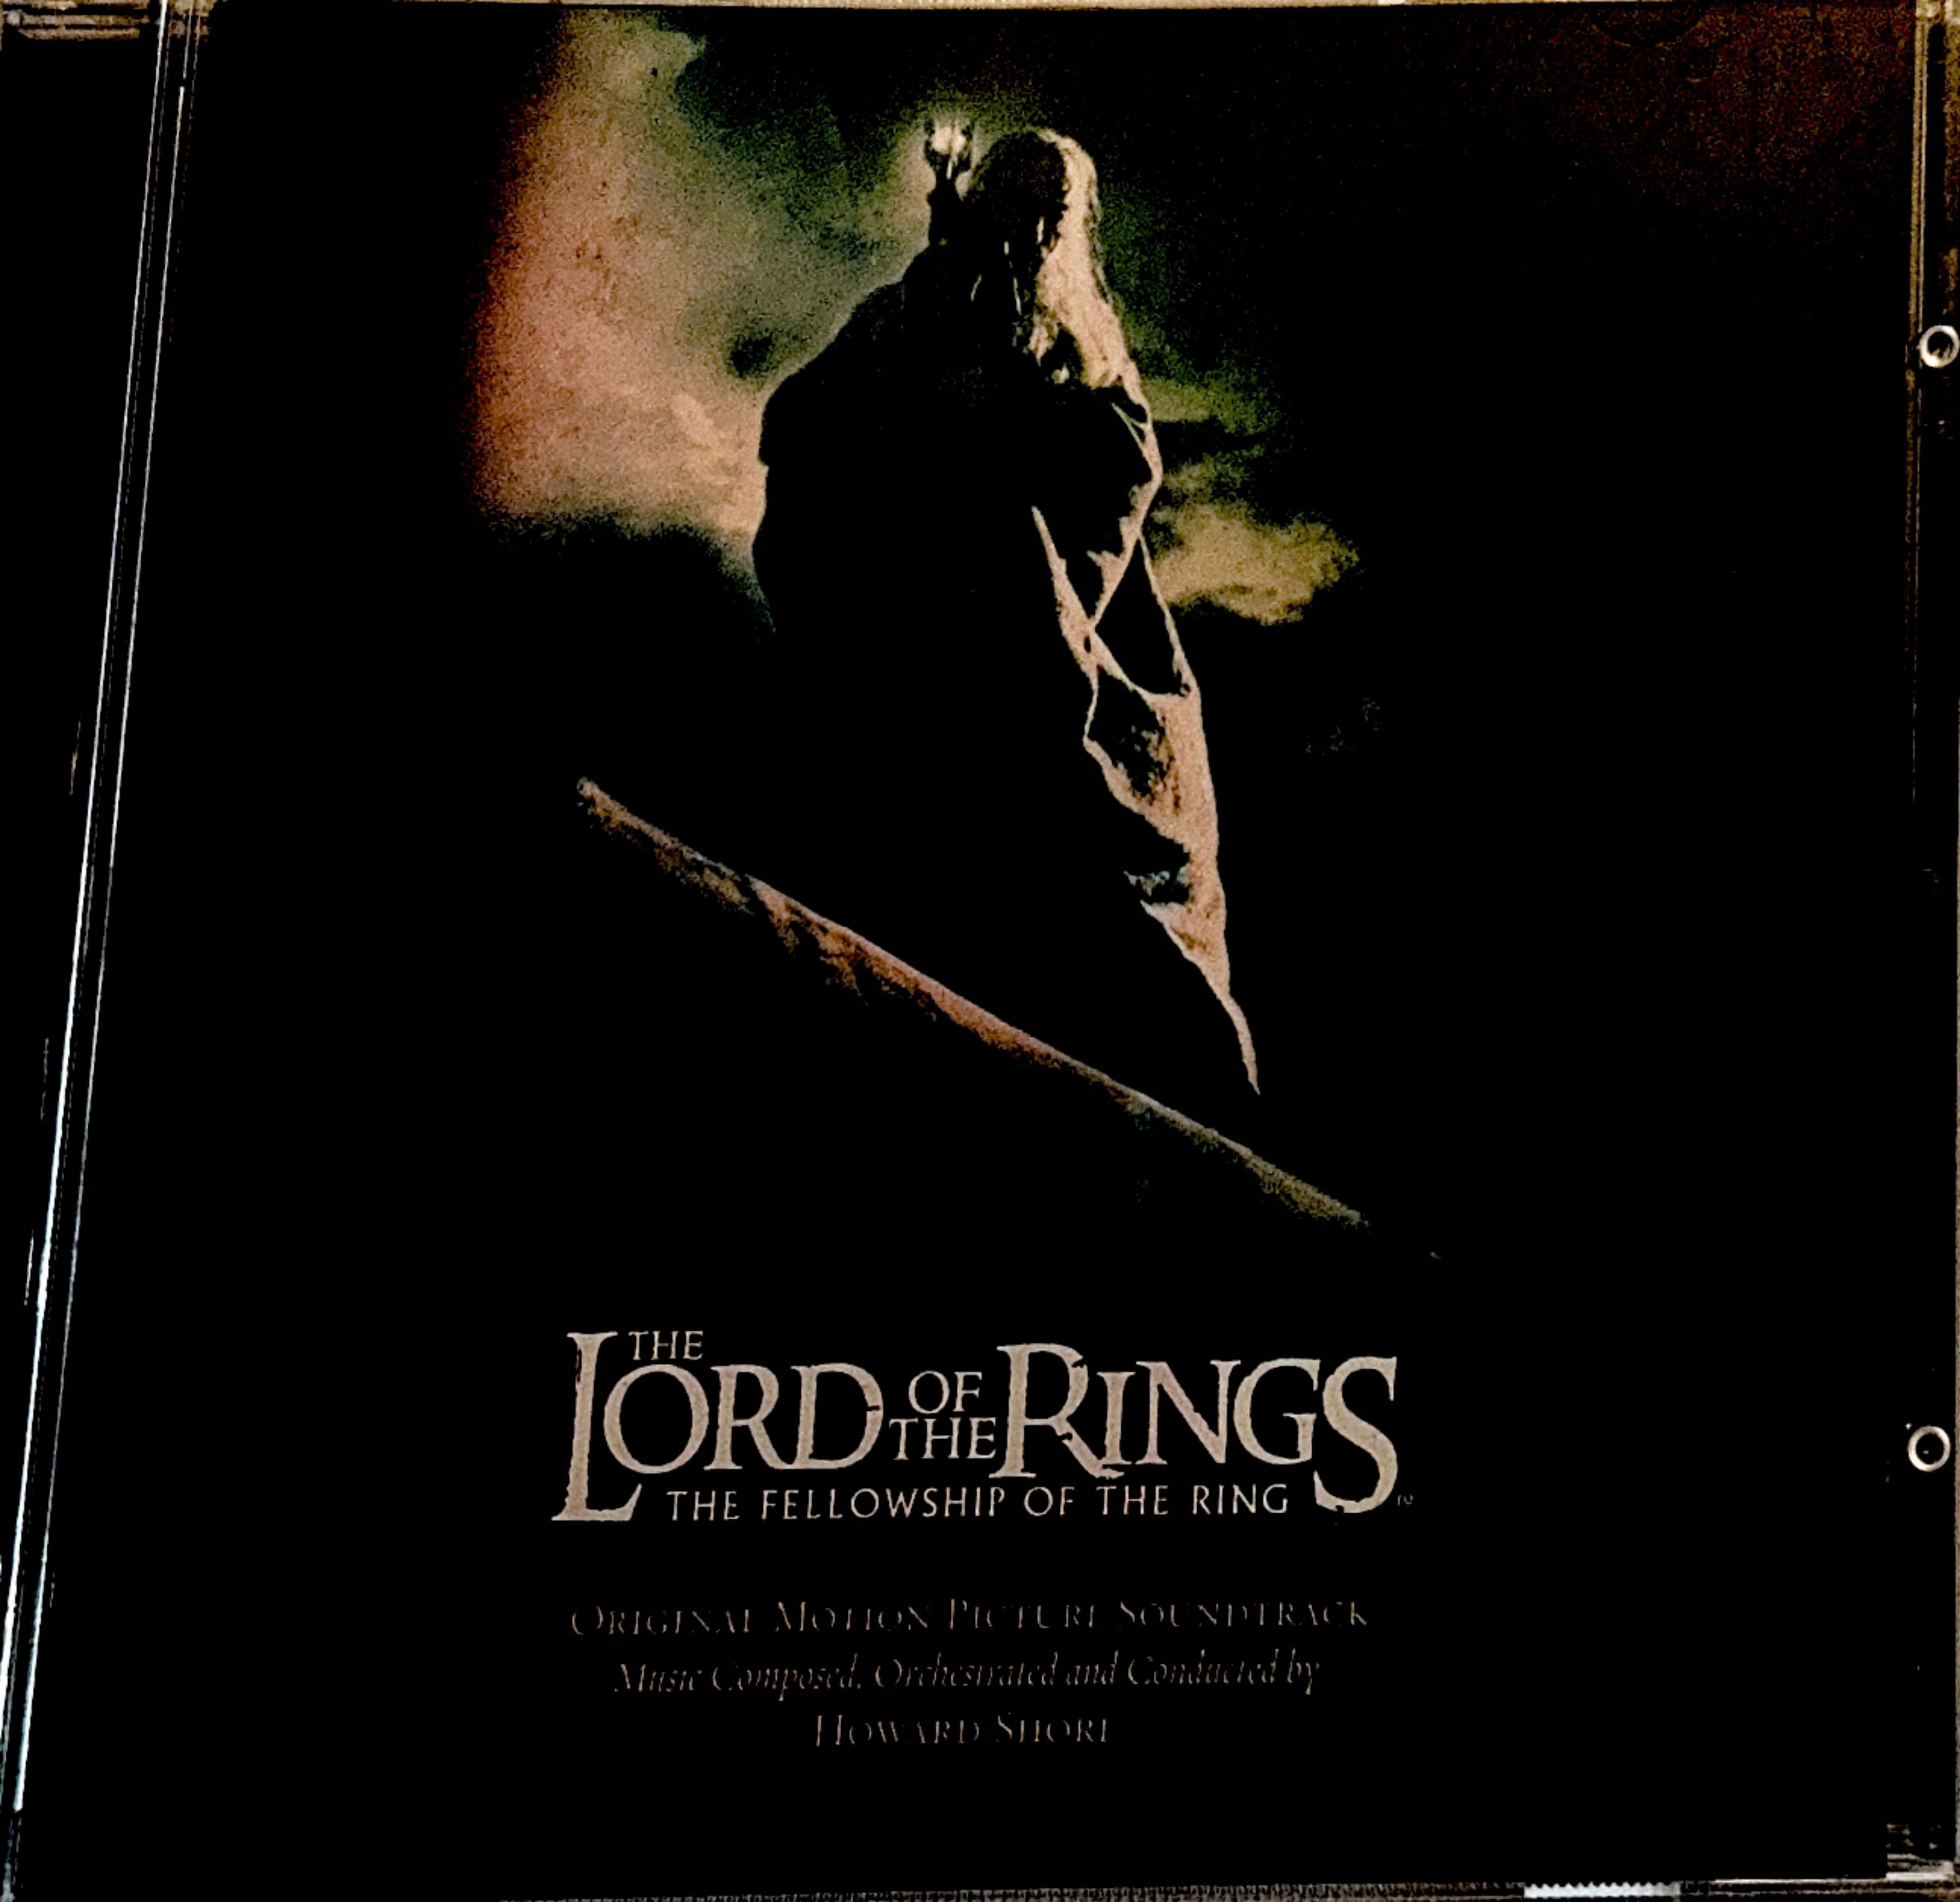 THE
LORD OF THE RINGS
THE FELLOWSHIP OF THE RING
ORIGINAL MOTION PICTURE SOUNDTRACK
Music Composed, Orchestrated and Conducted by
HOWARD SHORE